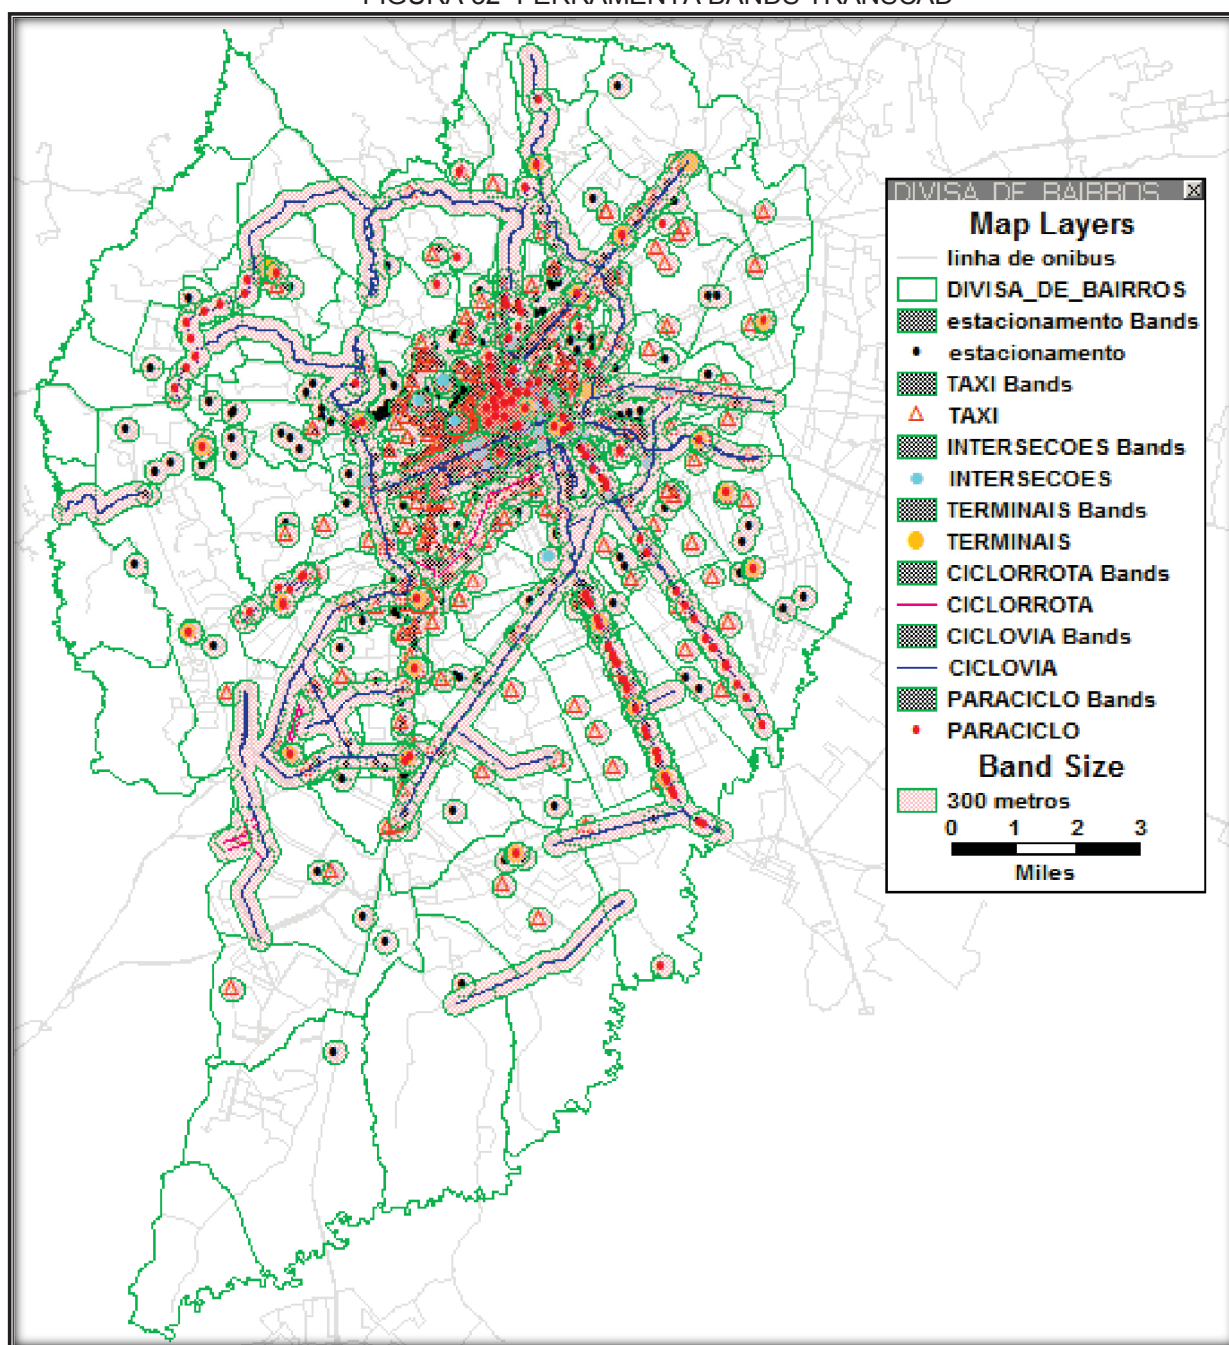 DIVISA_DE_BAIRROS
Map Layers
linha de onibus
DIVISA_DE_BAIRROS
estacionamento Bands
estacionamento
TAXI Bands
TAXI
INTERSECOES Bands
INTERSECOES
TERMINAIS Bands
TERMINAIS
CICLORROTA Bands
CICLORROTA
CICLOVIA Bands
CICLOVIA
PARACICLO Bands
PARACICLO
Band Size
300 metros
0 1 2 3
Miles